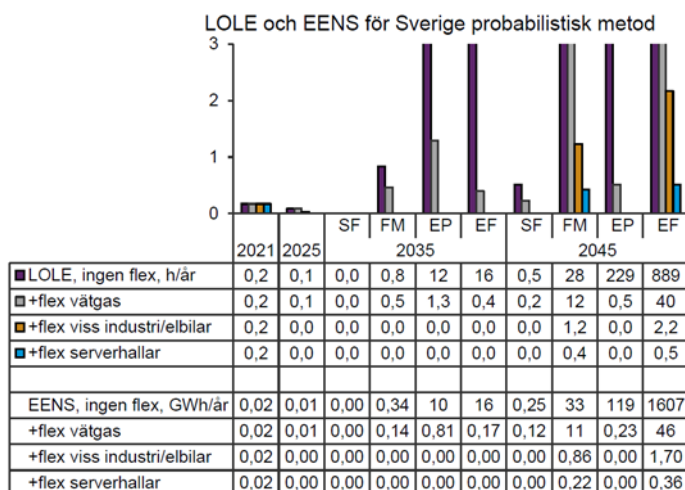 LOLE och EENS för Sverige probabilistisk metod
3
2
1
0
SF FM EP EF SF FM EP EF
2021 2025 2035 2045
LOLE, ingen flex, h/år 0,2 0,1 0,0 0,8 12 16 0,5 28 229 889
+flex vätgas 0,2 0,1 0,0 0,5 1,3 0,4 0,2 12 0,5 40
+flex viss industri/elbilar 0,2 0,0 0,0 0,0 0,0 0,0 0,0 1,2 0,0 2,2
+flex serverhallar 0,2 0,0 0,0 0,0 0,0 0,0 0,0 0,4 0,0 0,5
EENS, ingen flex, GWh/år 0,02 0,01 0,00 0,34 10 16 0,25 33 119 1607
+flex vätgas 0,02 0,01 0,00 0,14 0,81 0,17 0,12 11 0,23 46
+flex viss industri/elbilar 0,02 0,00 0,00 0,00 0,00 0,00 0,00 0,86 0,00 1,70
+flex serverhallar 0,02 0,00 0,00 0,00 0,00 0,00 0,00 0,22 0,00 0,36